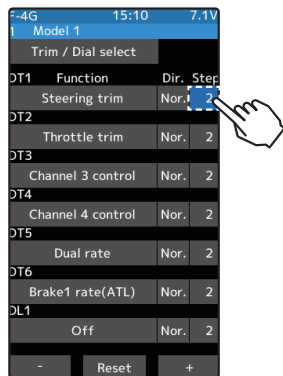 F-4G 15:10 7.1V
1 Model 1
Trim / Dial select
DT1 Function Dir. Step
Steering trim Nor. 2
DT2
Throttle trim Nor. 2
DT3
Channel 3 control Nor. 2
DT4
Channel 4 control Nor. 2
DT5
Dual rate Nor. 2
DT6
Brake1 rate(ATL) Nor. 2
DL1
Off Nor. 2
- Reset +